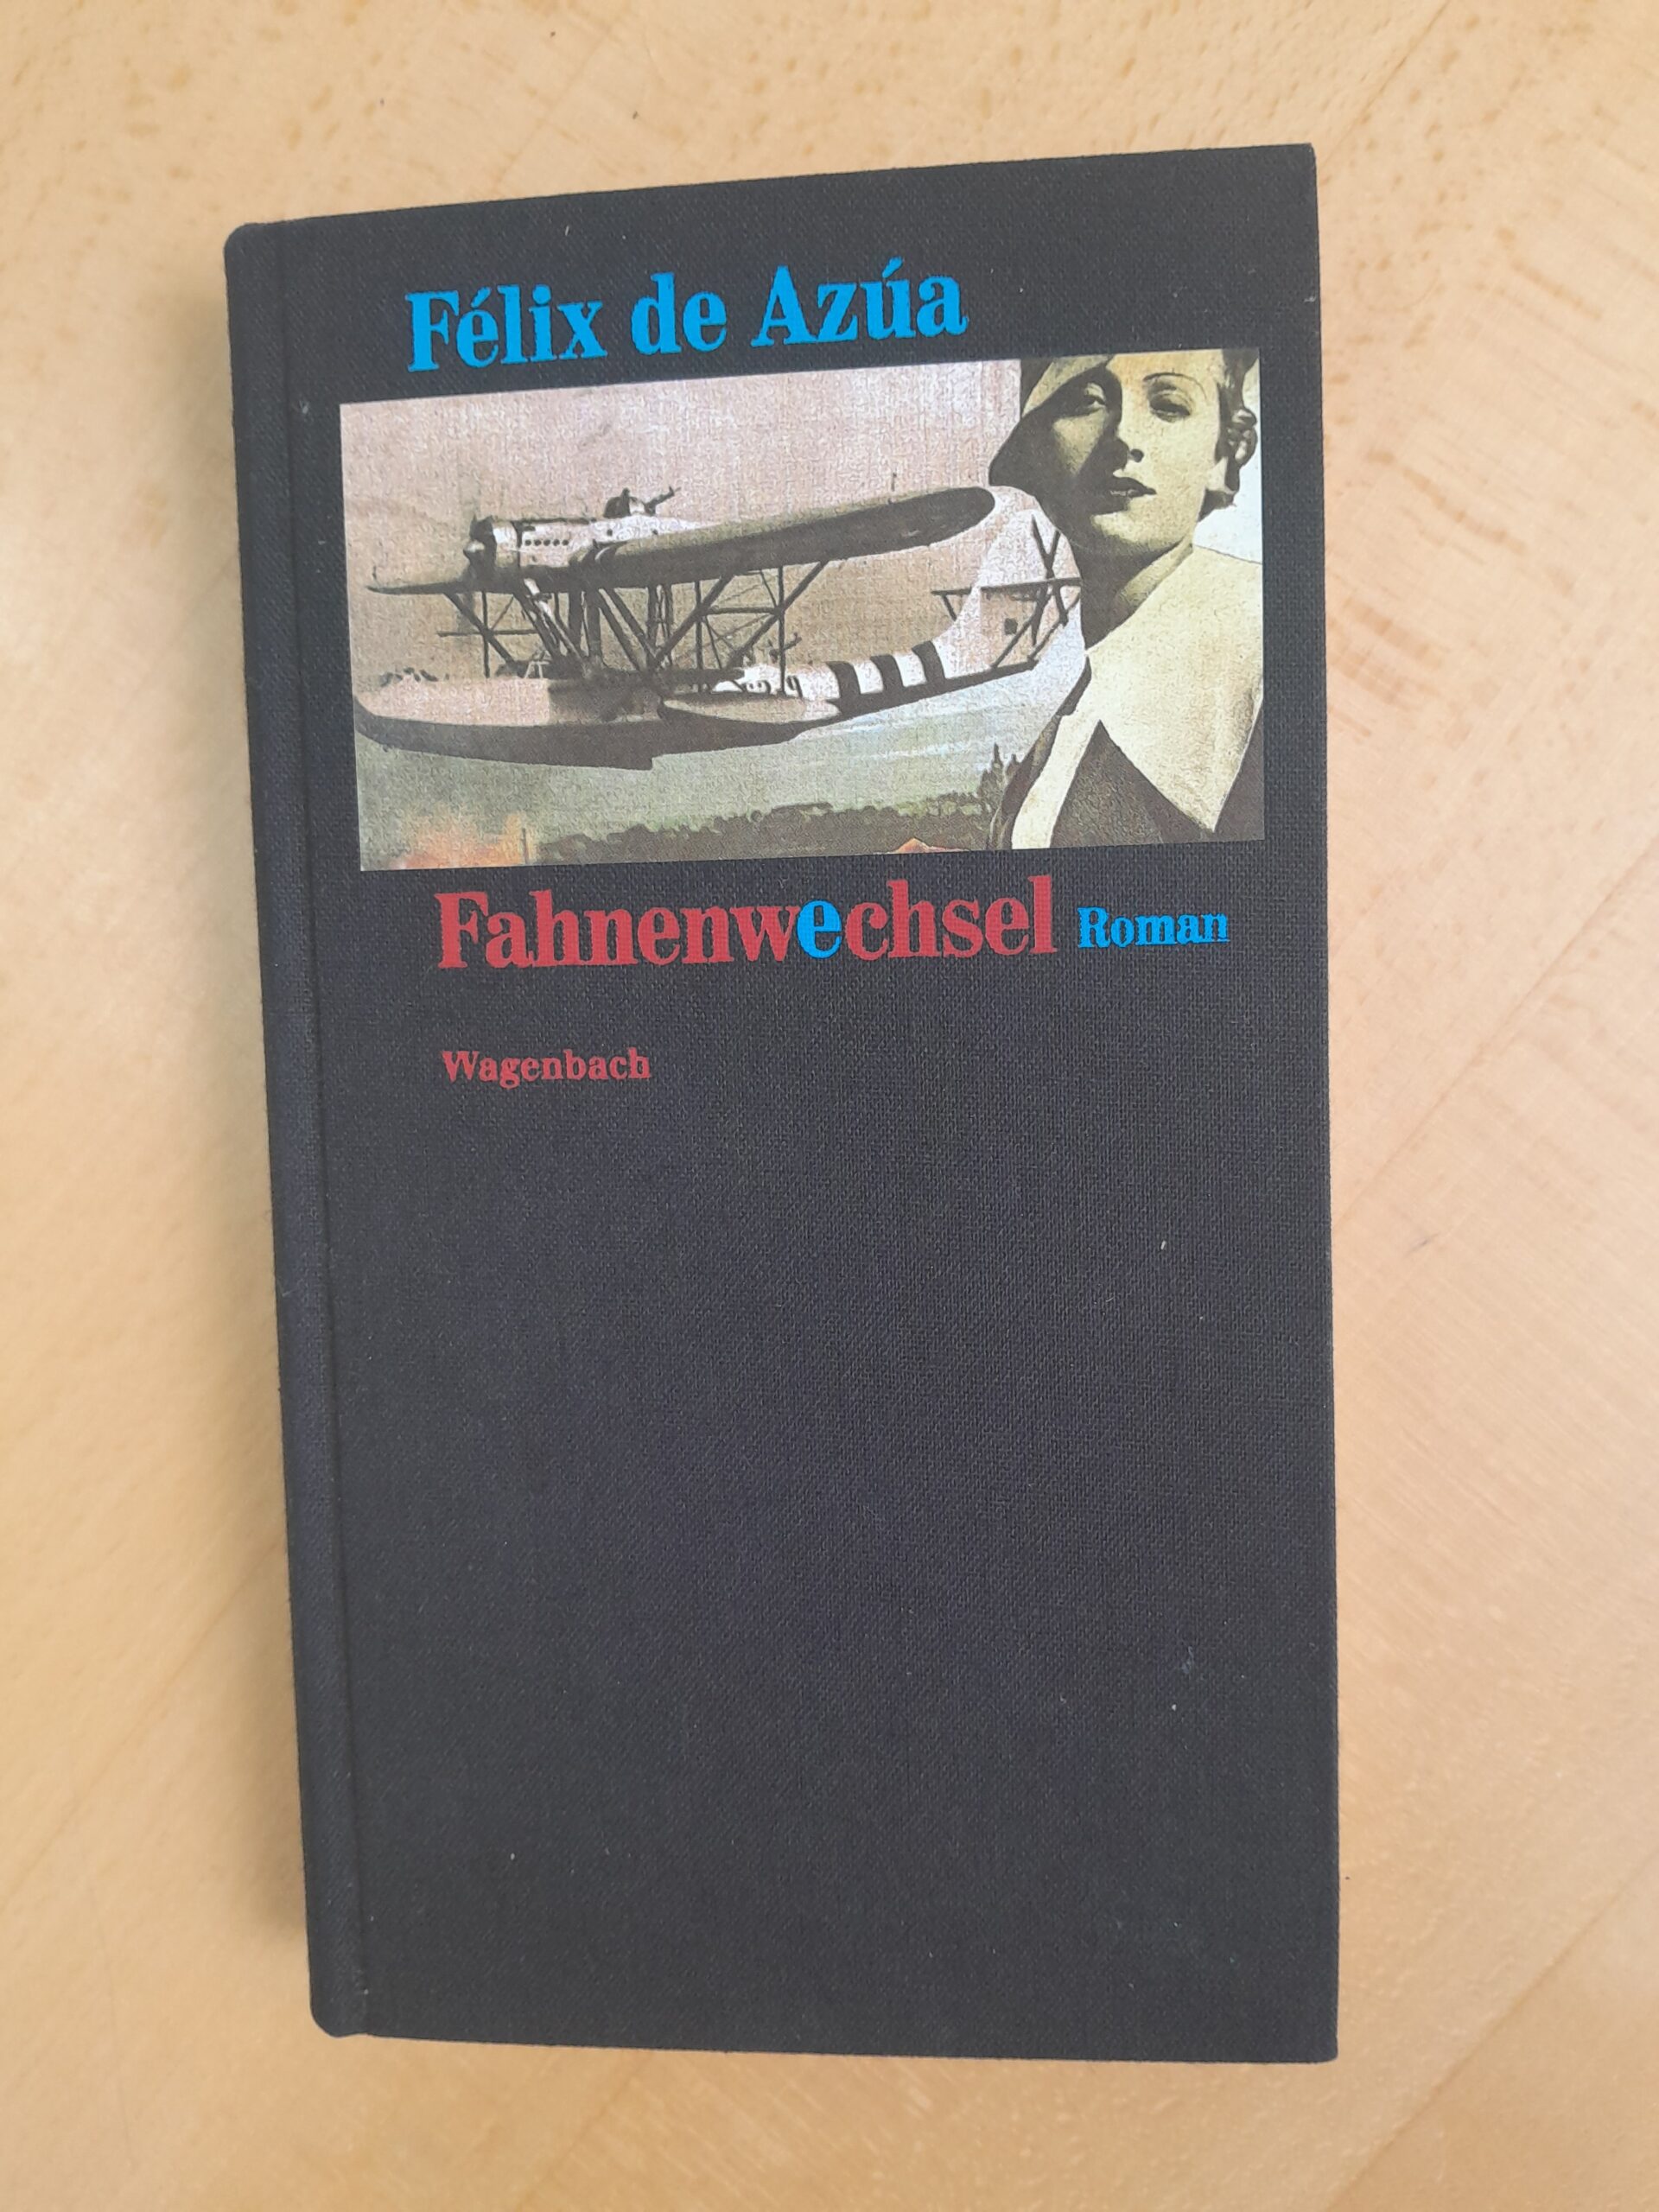 Félix de Azúa
Fahnenwechsel Roman
Wagenbach